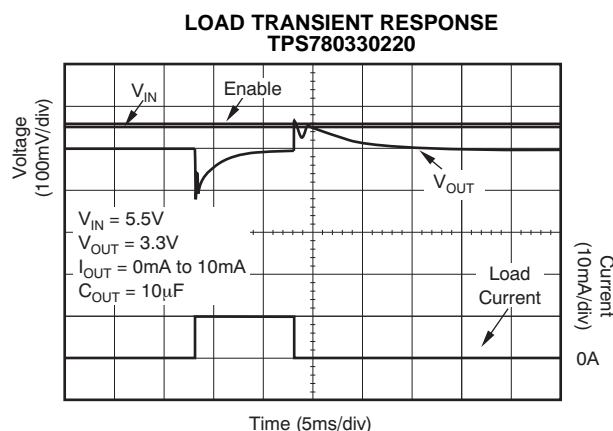 LOAD TRANSIENT RESPONSE
TPS780330220
V_IN
Enable
Voltage
(100mV/div)
V_OUT
V_IN = 5.5V
V_OUT = 3.3V
I_OUT = 0mA to 10mA
C_OUT = 10μF
Load
Current
Current
(10mA/div)
0A
Time (5ms/div)